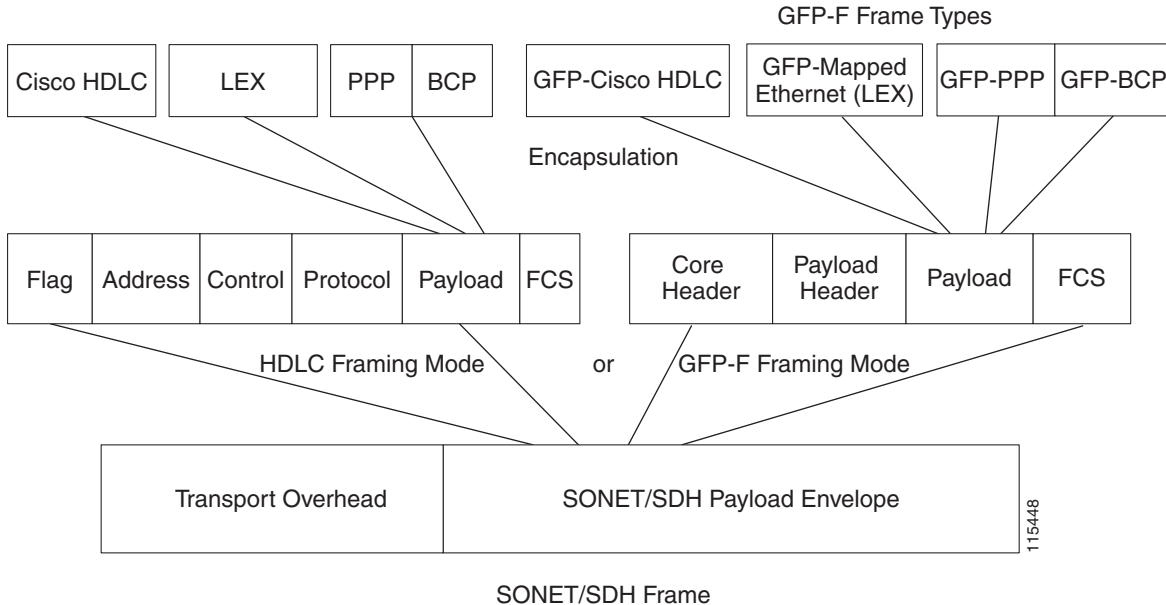 GFP-F Frame Types
Cisco HDLC
LEX
PPP
BCP
GFP-Cisco HDLC
GFP-Mapped
Ethernet (LEX)
GFP-PPP
GFP-BCP
Encapsulation
Flag
Address
Control
Protocol
Payload
FCS
Core
Header
Payload
Header
Payload
FCS
HDLC Framing Mode
or
GFP-F Framing Mode
Transport Overhead
SONET/SDH Payload Envelope
115448
SONET/SDH Frame